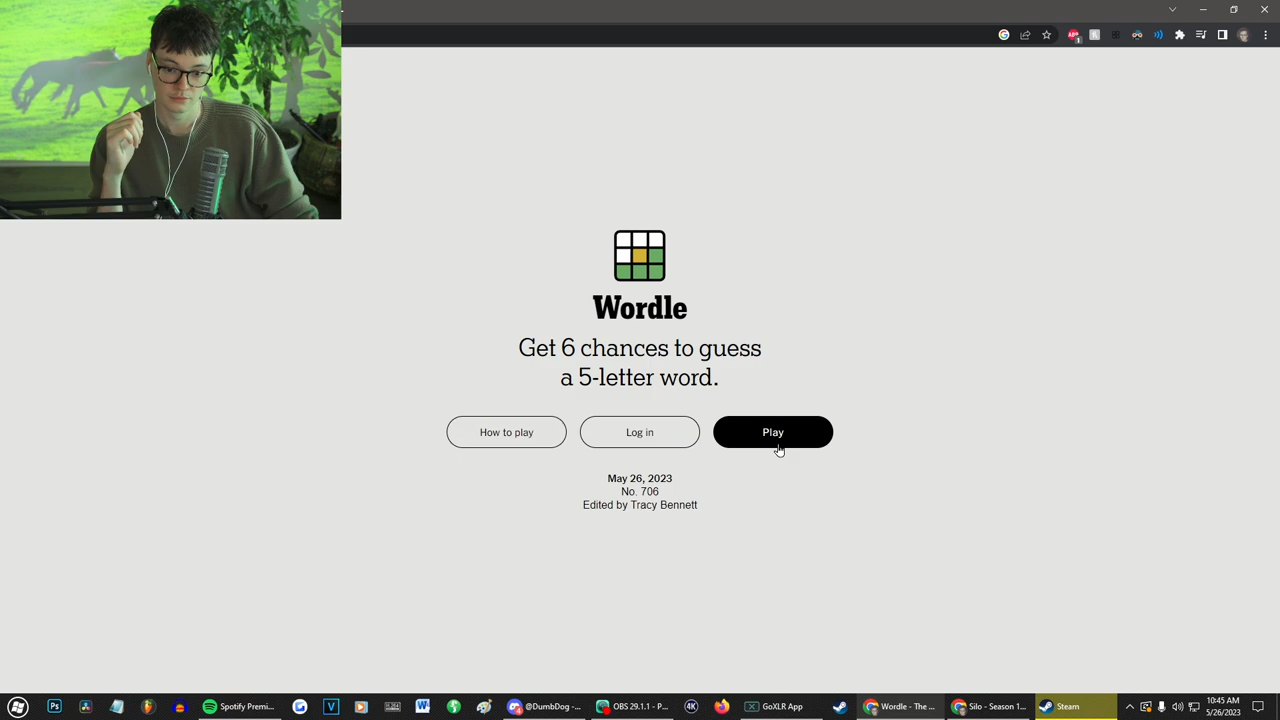 Wordle
Get 6 chances to guess
a 5-letter word.
How to play
Log in
Play
May 26, 2023
No. 706
Edited by Tracy Bennett
Ps
V
W
4K
Spotify Premi...
@DumbDog -...
OBS 29.1.1 - P...
GoXLR App
Wordle - The ...
Silo - Season 1...
Steam
10:45 AM
5/26/2023